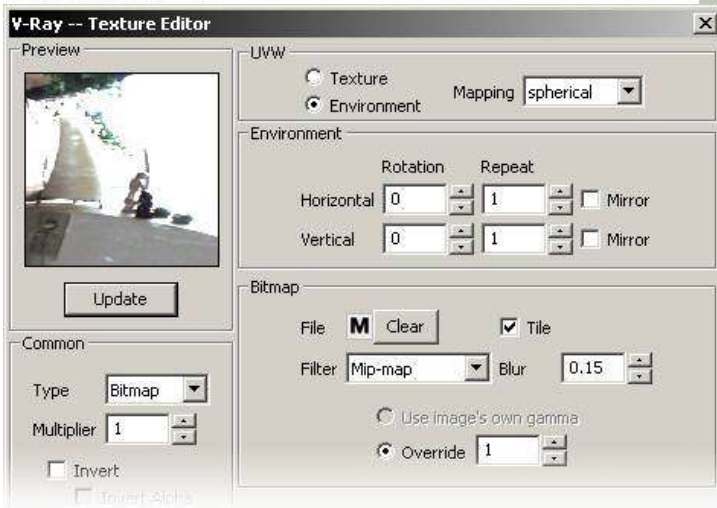 V-Ray -- Texture Editor
Preview
Update
Common
Type Bitmap
Multiplier 1
Invert
Invert Alpha
UVW
Texture
Environment
Mapping spherical
Environment
Rotation Repeat
Horizontal 0 1 Mirror
Vertical 0 1 Mirror
Bitmap
File M Clear Tile
Filter Mip-map Blur 0.15
Use image's own gamma
Override 1